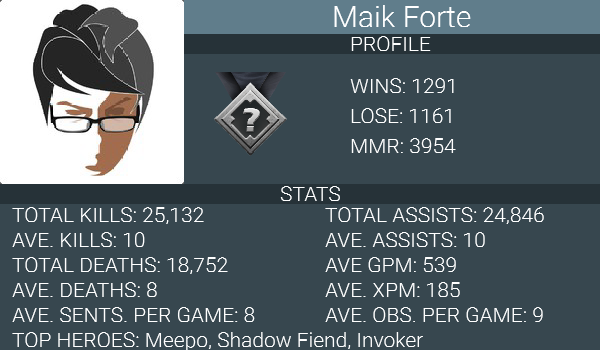 Maik Forte
PROFILE
?
WINS: 1291
LOSE: 1161
MMR: 3954
STATS
TOTAL KILLS: 25,132
TOTAL ASSISTS: 24,846
AVE. KILLS: 10
AVE. ASSISTS: 10
TOTAL DEATHS: 18,752
AVE GPM: 539
AVE. DEATHS: 8
AVE. XPM: 185
AVE. SENTS. PER GAME: 8
AVE. OBS. PER GAME: 9
TOP HEROES: Meepo, Shadow Fiend, Invoker